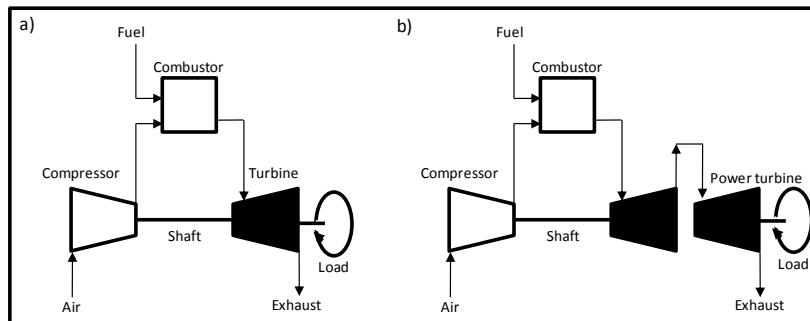 a)
Fuel
Combustor
Compressor
Turbine
Shaft
Load
Air
Exhaust
b)
Fuel
Combustor
Compressor
Power turbine
Shaft
Load
Air
Exhaust